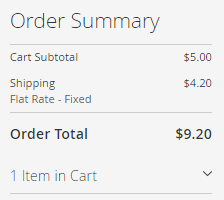 Order Summary
Cart Subtotal $5.00
Shipping $4.20
Flat Rate - Fixed
Order Total $9.20
1 Item in Cart